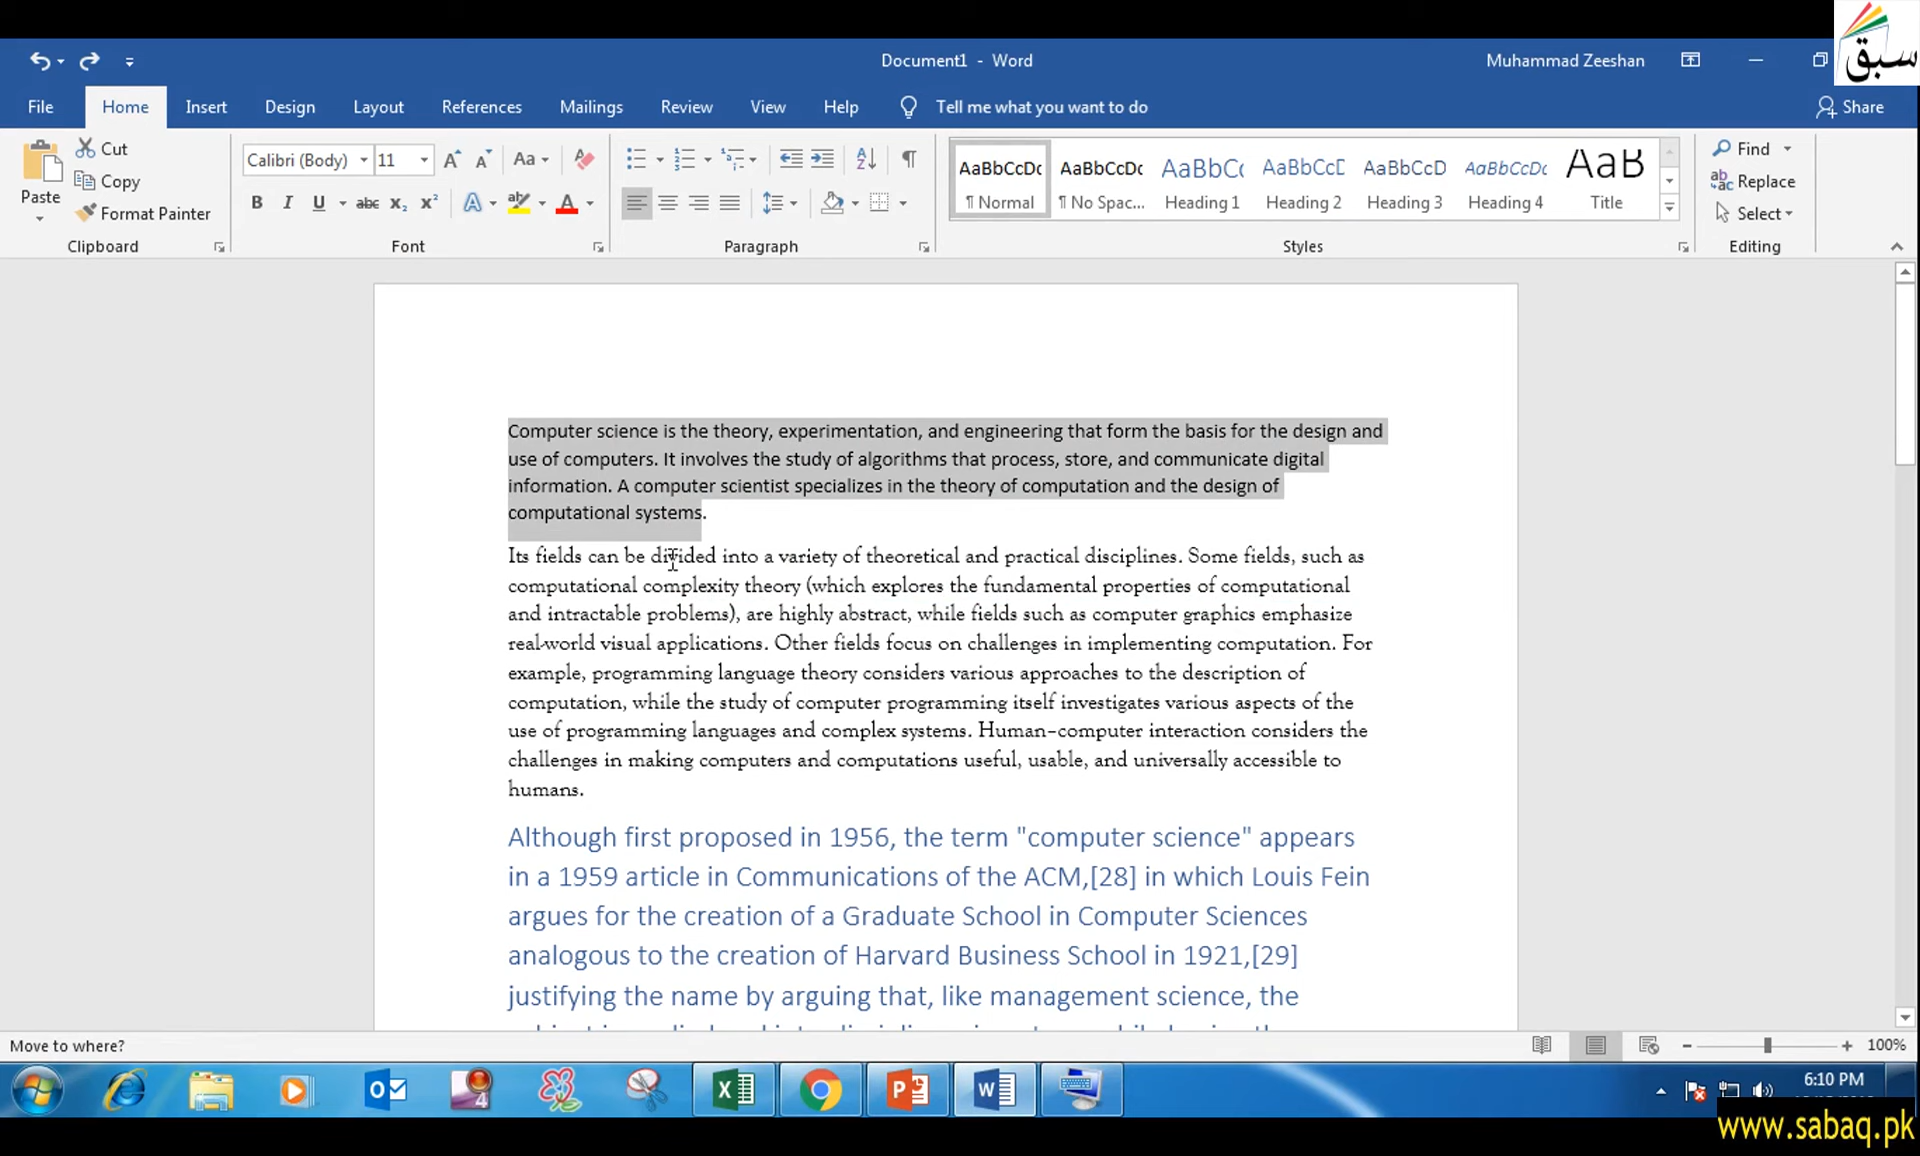 سبق
Document1 - Word
Muhammad Zeeshan
File Home Insert Design Layout References Mailings Review View Help Tell me what you want to do Share
Paste
Cut
Copy
Format Painter
Clipboard
Calibri (Body) 11
Aa
B I U abc x₂ x² A A
Font
Paragraph
AaBbCcDc AaBbCcDc AaBbCc AaBbCcD AaBbCcD AaBbCcDc AaB
¶ Normal ¶ No Spac... Heading 1 Heading 2 Heading 3 Heading 4 Title
Styles
Find
Replace
Select
Editing
Computer science is the theory, experimentation, and engineering that form the basis for the design and
use of computers. It involves the study of algorithms that process, store, and communicate digital
information. A computer scientist specializes in the theory of computation and the design of
computational systems.
Its fields can be divided into a variety of theoretical and practical disciplines. Some fields, such as
computational complexity theory (which explores the fundamental properties of computational
and intractable problems), are highly abstract, while fields such as computer graphics emphasize
real-world visual applications. Other fields focus on challenges in implementing computation. For
example, programming language theory considers various approaches to the description of
computation, while the study of computer programming itself investigates various aspects of the
use of programming languages and complex systems. Human–computer interaction considers the
challenges in making computers and computations useful, usable, and universally accessible to
humans.
Although first proposed in 1956, the term "computer science" appears
in a 1959 article in Communications of the ACM,[28] in which Louis Fein
argues for the creation of a Graduate School in Computer Sciences
analogous to the creation of Harvard Business School in 1921,[29]
justifying the name by arguing that, like management science, the
Move to where?
100%
6:10 PM
www.sabaq.pk